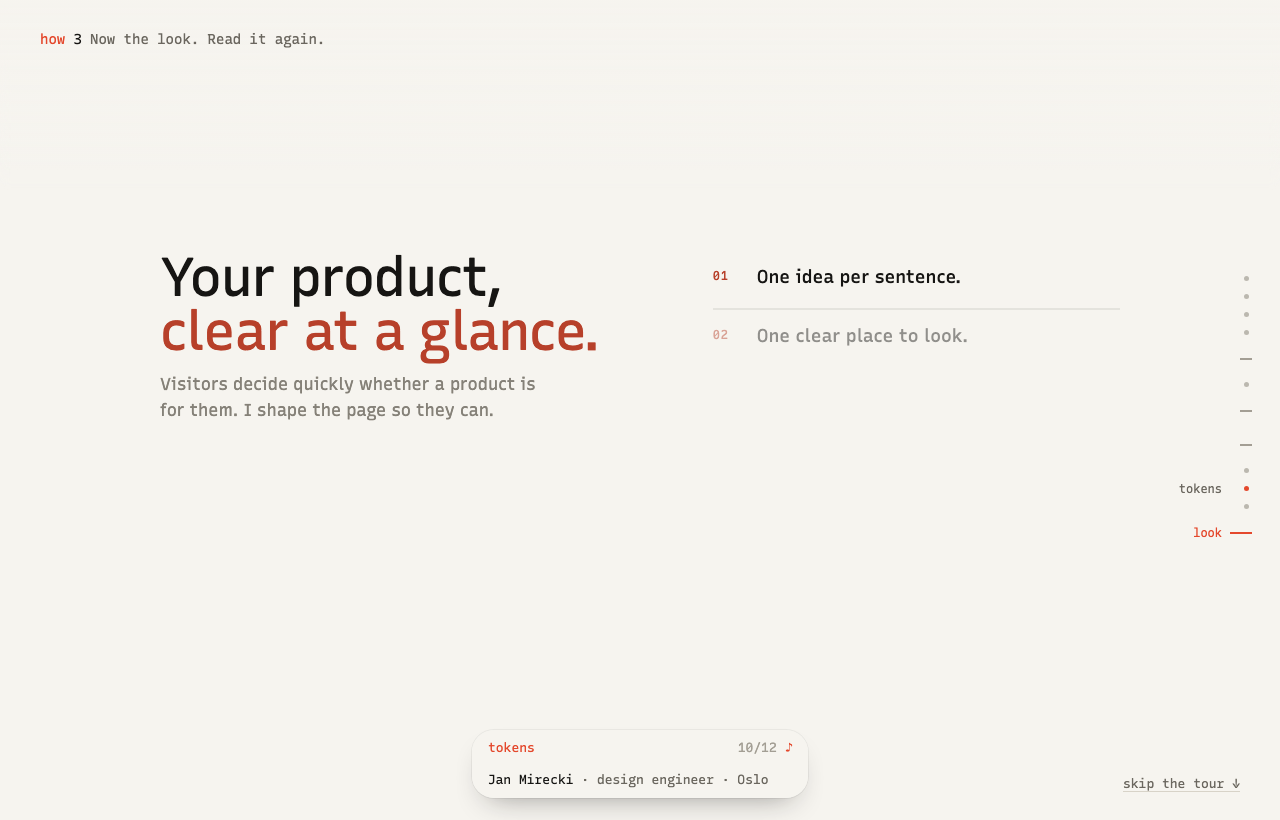 how 3 Now the look. Read it again.
Your product,
clear at a glance.
Visitors decide quickly whether a product is
for them. I shape the page so they can.
01 One idea per sentence.
02 One clear place to look.
tokens
look
tokens 10/12 ♪
Jan Mirecki · design engineer · Oslo
skip the tour ↓